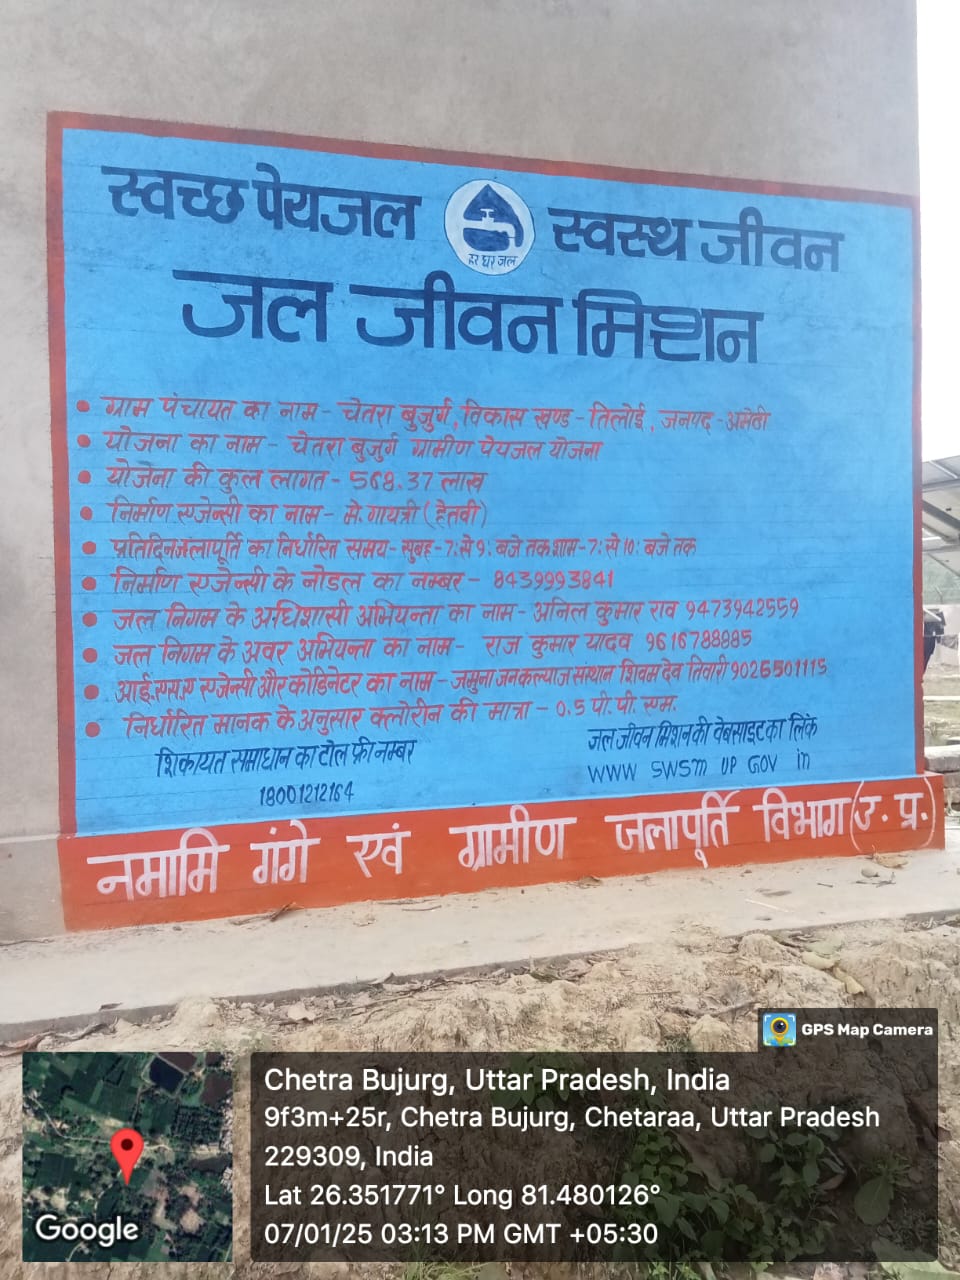 स्वच्छ पेयजल स्वस्थ जीवन
हर घर जल
जल जीवन मिशन
• ग्राम पंचायत का नाम - चेतरा बुजुर्ग, विकास खण्ड - तिलोई, जनपद - अमेठी
• योजना का नाम - चेतरा बुजुर्ग ग्रामीण पेयजल योजना
• योजना की कुल लागत - 568.37 लाख
• निर्माण एजेन्सी का नाम - मे. गायत्री (हेतवी)
• प्रतिदिन जलापूर्ति का निर्धारित समय - सुबह - 7: से 9: बजे तक शाम - 7: से 10: बजे तक
• निर्माण एजेन्सी के नोडल का नम्बर - 8439993841
• जल निगम के अधिशासी अभियन्ता का नाम - अनिल कुमार राव 9473942559
• जल निगम के अवर अभियन्ता का नाम - राज कुमार यादव 9616788885
• आई.एस.ए एजेन्सी और कोडिनेटर का नाम - जमुना जनकल्याण संस्थान शिवम देव तिवारी 9026501115
• निर्धारित मानक के अनुसार क्लोरीन की मात्रा - 0.5 पी.पी. एम.
शिकायत समाधान का टोल फ्री नम्बर
18001212164
जल जीवन मिशन की वेबसाइट का लिंक
WWW SWSM UP GOV in
नमामि गंगे एवं ग्रामीण जलापूर्ति विभाग (उ. प्र.)
GPS Map Camera
Chetra Bujurg, Uttar Pradesh, India
9f3m+25r, Chetra Bujurg, Chetaraa, Uttar Pradesh
229309, India
Lat 26.351771° Long 81.480126°
07/01/25 03:13 PM GMT +05:30
Google